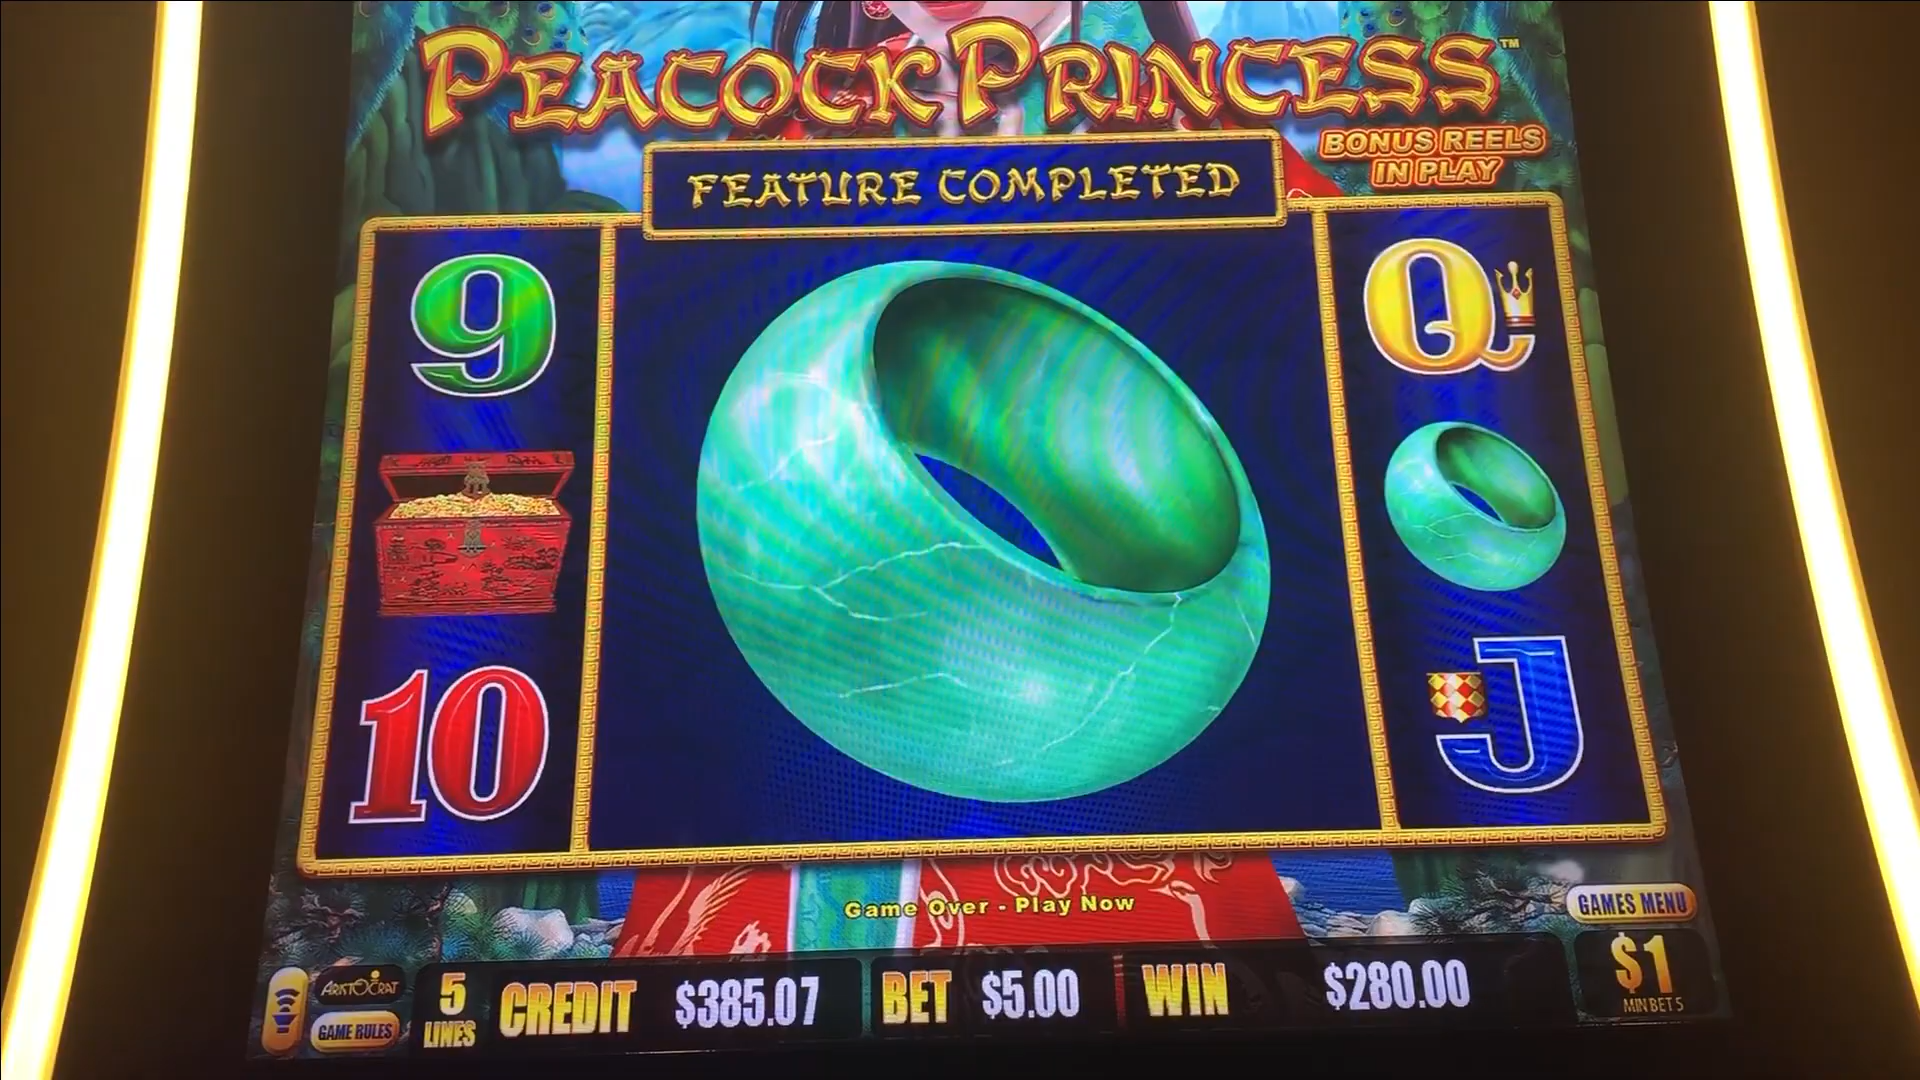 PEACOCK PRINCESS™
BONUS REELS
IN PLAY
FEATURE COMPLETED
9
Q
10
J
Game Over - Play Now
GAMES MENU
ARISTOCRAT
GAME RULES
5
LINES
CREDIT $385.07
BET $5.00
WIN $280.00
$1
MIN BET 5